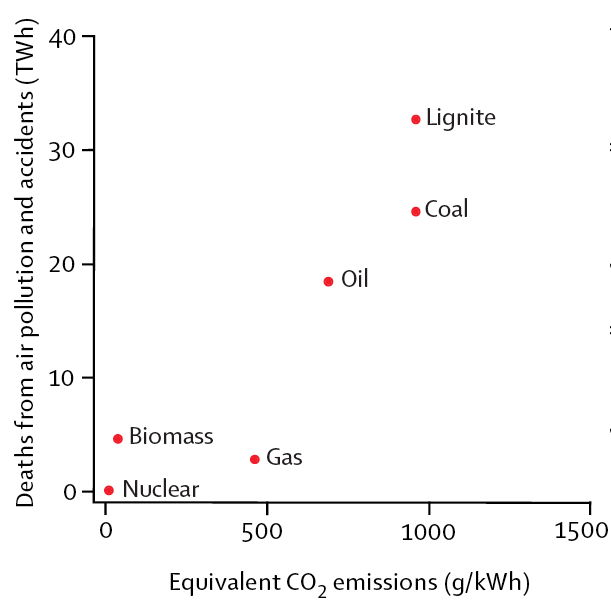 Deaths from air pollution and accidents (TWh)
40
30
20
10
0
Lignite
Coal
Oil
Biomass
Gas
Nuclear
0 500 1000 1500
Equivalent CO₂ emissions (g/kWh)